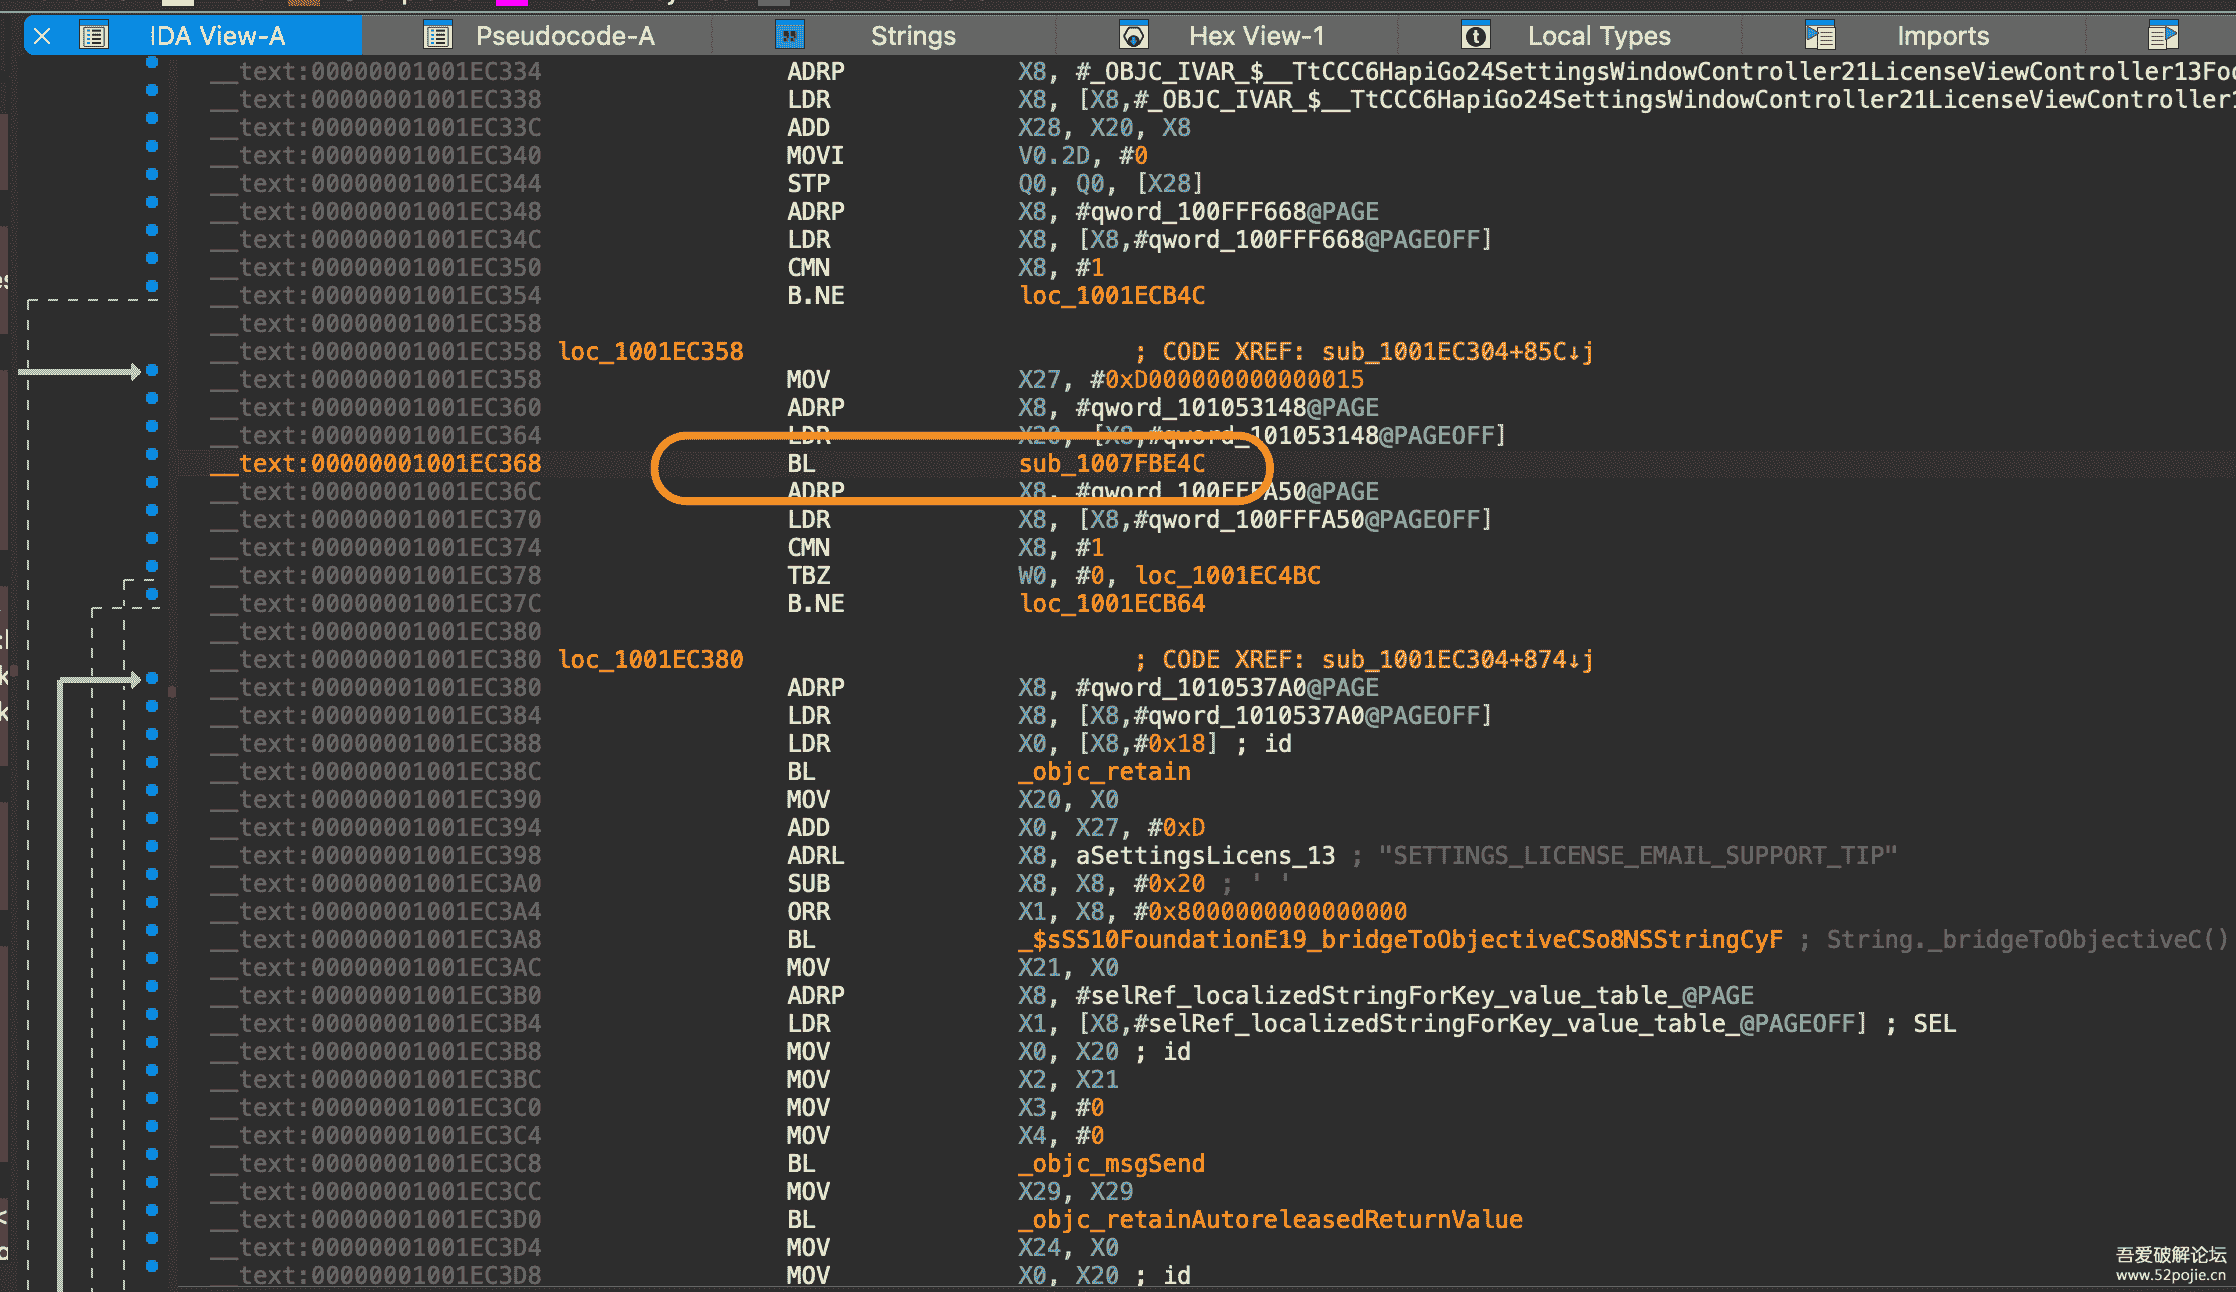 IDA View-A Pseudocode-A Strings Hex View-1 Local Types Imports
__text:00000001001EC334 ADRP X8, #_OBJC_IVAR_$__TtCCC6HapiGo24SettingsWindowController21LicenseViewController13Foo
__text:00000001001EC338 LDR X8, [X8,#_OBJC_IVAR_$__TtCCC6HapiGo24SettingsWindowController21LicenseViewController1
__text:00000001001EC33C ADD X28, X20, X8
__text:00000001001EC340 MOVI V0.2D, #0
__text:00000001001EC344 STP Q0, Q0, [X28]
__text:00000001001EC348 ADRP X8, #qword_100FFF668@PAGE
__text:00000001001EC34C LDR X8, [X8,#qword_100FFF668@PAGEOFF]
__text:00000001001EC350 CMN X8, #1
__text:00000001001EC354 B.NE loc_1001ECB4C
__text:00000001001EC358
__text:00000001001EC358 loc_1001EC358 ; CODE XREF: sub_1001EC304+85C↓j
__text:00000001001EC358 MOV X27, #0xD000000000000015
__text:00000001001EC360 ADRP X8, #qword_101053148@PAGE
__text:00000001001EC364 LDR X20, [X8,#qword_101053148@PAGEOFF]
__text:00000001001EC368 BL sub_1007FBE4C
__text:00000001001EC36C ADRP X8, #qword_100FFFA50@PAGE
__text:00000001001EC370 LDR X8, [X8,#qword_100FFFA50@PAGEOFF]
__text:00000001001EC374 CMN X8, #1
__text:00000001001EC378 TBZ W0, #0, loc_1001EC4BC
__text:00000001001EC37C B.NE loc_1001ECB64
__text:00000001001EC380
__text:00000001001EC380 loc_1001EC380 ; CODE XREF: sub_1001EC304+874↓j
__text:00000001001EC380 ADRP X8, #qword_1010537A0@PAGE
__text:00000001001EC384 LDR X8, [X8,#qword_1010537A0@PAGEOFF]
__text:00000001001EC388 LDR X0, [X8,#0x18] ; id
__text:00000001001EC38C BL _objc_retain
__text:00000001001EC390 MOV X20, X0
__text:00000001001EC394 ADD X0, X27, #0xD
__text:00000001001EC398 ADRL X8, aSettingsLicens_13 ; "SETTINGS_LICENSE_EMAIL_SUPPORT_TIP"
__text:00000001001EC3A0 SUB X8, X8, #0x20 ; ' '
__text:00000001001EC3A4 ORR X1, X8, #0x8000000000000000
__text:00000001001EC3A8 BL _$sSS10FoundationE19_bridgeToObjectiveCSo8NSStringCyF ; String._bridgeToObjectiveC()
__text:00000001001EC3AC MOV X21, X0
__text:00000001001EC3B0 ADRP X8, #selRef_localizedStringForKey_value_table_@PAGE
__text:00000001001EC3B4 LDR X1, [X8,#selRef_localizedStringForKey_value_table_@PAGEOFF] ; SEL
__text:00000001001EC3B8 MOV X0, X20 ; id
__text:00000001001EC3BC MOV X2, X21
__text:00000001001EC3C0 MOV X3, #0
__text:00000001001EC3C4 MOV X4, #0
__text:00000001001EC3C8 BL _objc_msgSend
__text:00000001001EC3CC MOV X29, X29
__text:00000001001EC3D0 BL _objc_retainAutoreleasedReturnValue
__text:00000001001EC3D4 MOV X24, X0
__text:00000001001EC3D8 MOV X0, X20 ; id
吾爱破解论坛
www.52pojie.cn